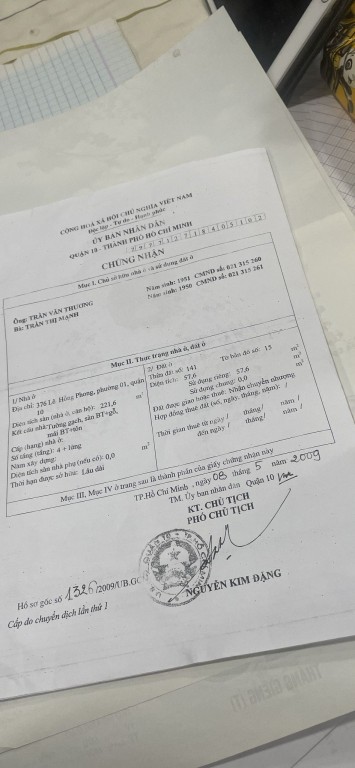 CỘNG HOÀ XÃ HỘI CHỦ NGHĨA VIỆT NAM
Độc lập - Tự do - Hạnh phúc
ỦY BAN NHÂN DÂN
QUẬN 10 - THÀNH PHỐ HỒ CHÍ MINH
CHỨNG NHẬN
Mục I. Chủ sở hữu nhà ở và sử dụng đất ở
Ông: TRẦN VĂN THƯƠNG Năm sinh: 1951 CMND số: 021 315 260
Bà: TRẦN THỊ MẠNH Năm sinh: 1950 CMND số: 021 315 261
Mục II. Thực trạng nhà ở, đất ở
1/ Nhà ở
Địa chỉ: 376 Lê Hồng Phong, phường 01, quận
10
Diện tích sàn (nhà ở, căn hộ): 221,6 m²
Kết cấu nhà: Tường gạch, sàn BT+gỗ,
mái BT+tôn
Cấp (hạng) nhà ở:
Số tầng (tầng): 4 + lửng
Năm xây dựng:
Diện tích sàn nhà phụ (nếu có): 0,0 m²
Thời hạn được sở hữu: Lâu dài
2/ Đất ở
Thửa đất số: 141 Tờ bản đồ số: 15
Diện tích: 57,6 m²
Sử dụng riêng: 57,6 m²
Sử dụng chung: 0,0 m²
Đất được giao hoặc thuê: Nhận chuyển nhượng
Hợp đồng thuê đất (số, ngày, tháng, năm): /
Thời gian thuê từ ngày / tháng / năm /
đến ngày / tháng / năm /
Mục III, Mục IV ở trang sau là thành phần của giấy chứng nhận này
TP.Hồ Chí Minh, ngày 08 tháng 5 năm 2009
TM. Ủy ban nhân dân Quận 10
KT. CHỦ TỊCH
PHÓ CHỦ TỊCH
NGUYỄN KIM ĐẶNG
Hồ sơ gốc số 1326/2009/UB.GC
Cấp do chuyển dịch lần thứ 1